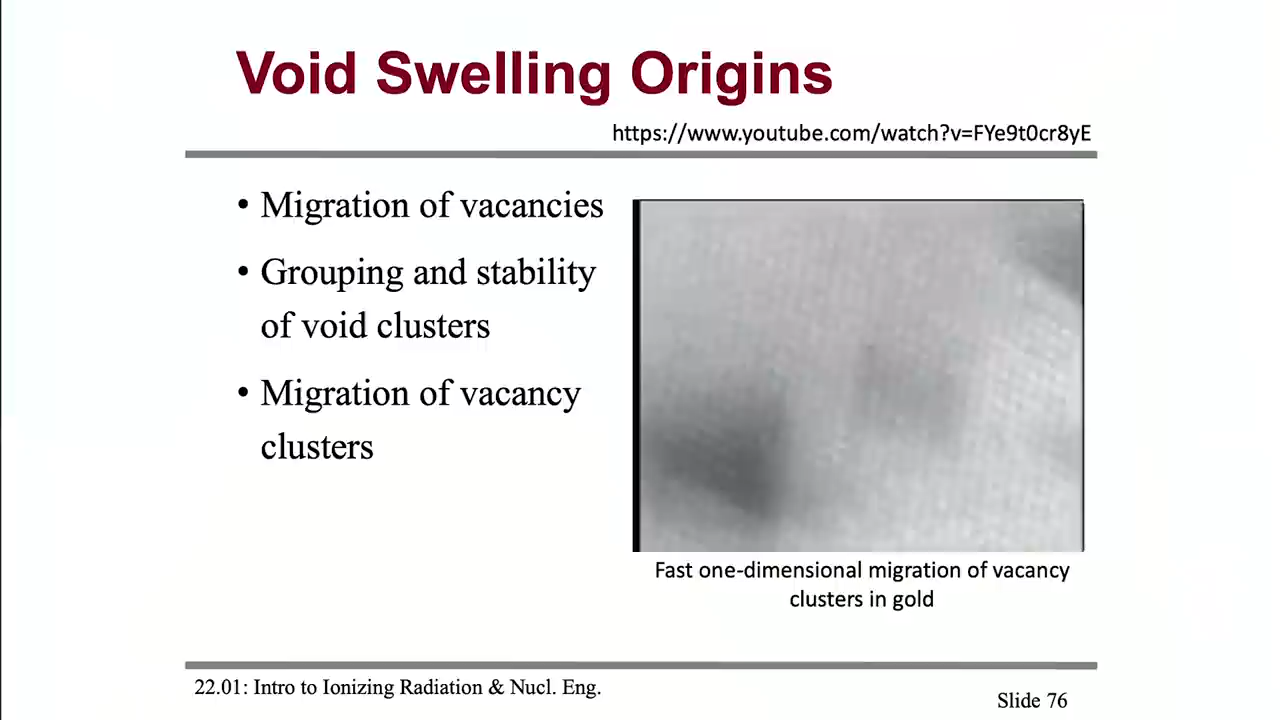 Void Swelling Origins
https://www.youtube.com/watch?v=FYe9t0cr8yE
• Migration of vacancies
• Grouping and stability
of void clusters
• Migration of vacancy
clusters
Fast one-dimensional migration of vacancy
clusters in gold
22.01: Intro to Ionizing Radiation & Nucl. Eng.
Slide 76